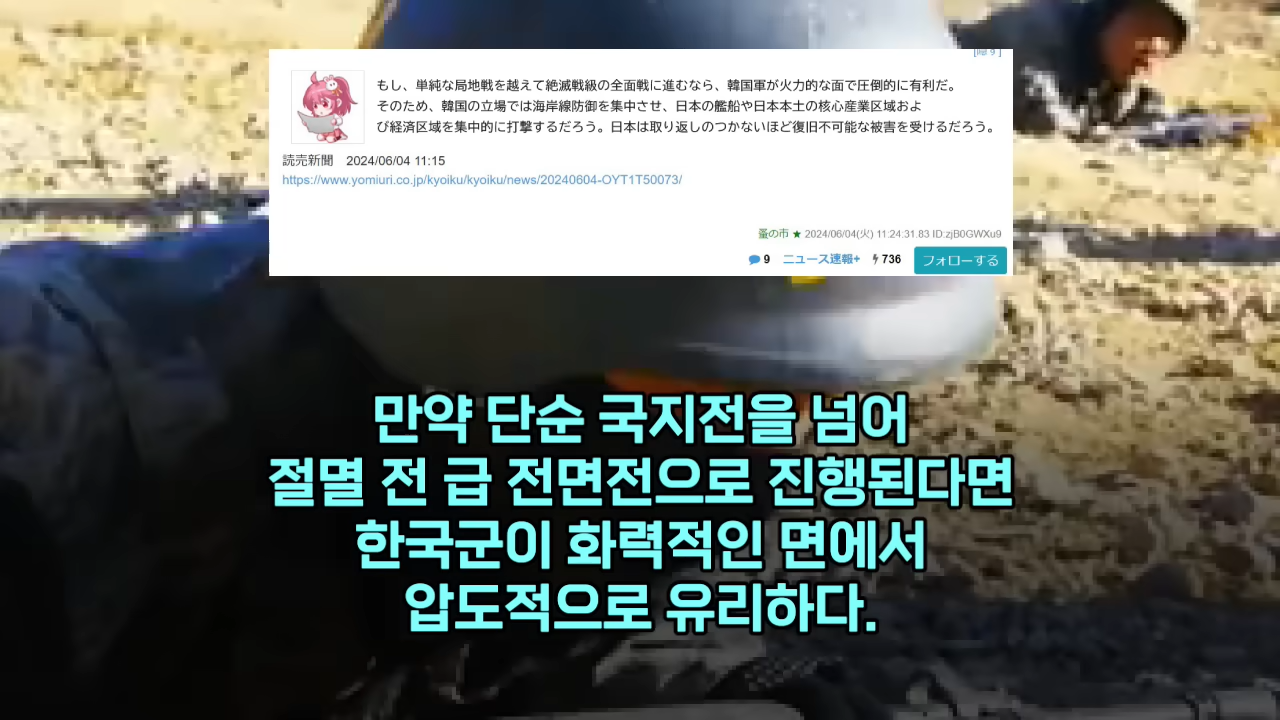 もし、単純な局地戦を越えて絶滅戦級の全面戦に進むなら、韓国軍が火力的な面で圧倒的に有利だ。
そのため、韓国の立場では海岸線防御を集中させ、日本の艦船や日本本土の核心産業区域およ
び経済区域を集中的に打撃するだろう。日本は取り返しのつかないほど復旧不可能な被害を受けるだろう。
読売新聞 2024/06/04 11:15
https://www.yomiuri.co.jp/kyoiku/kyoiku/news/20240604-OYT1T50073/
蚤の市 ★ 2024/06/04(火) 11:24:31.83 ID:zjB0GWXu9
9 ニュース速報+ 736 フォローする
만약 단순 국지전을 넘어
절멸 전 급 전면전으로 진행된다면
한국군이 화력적인 면에서
압도적으로 유리하다.